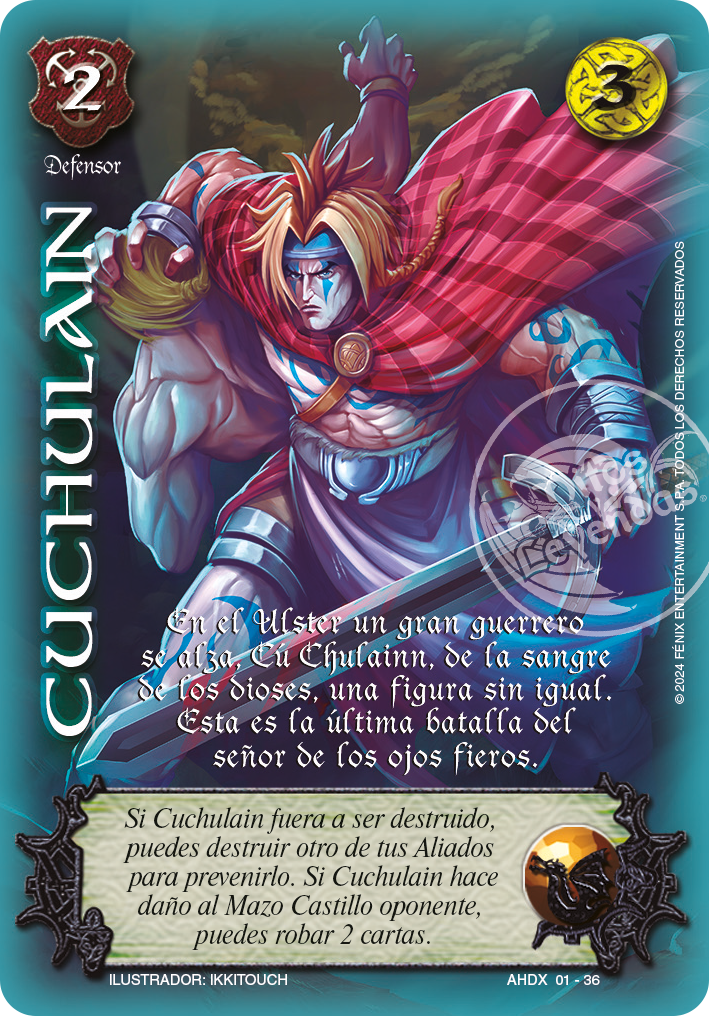 2
3
Defensor
CUCHULAIN
En el Ulster un gran guerrero
se alza, Cú Chulainn, de la sangre
de los dioses, una figura sin igual.
Esta es la última batalla del
señor de los ojos fieros.
Si Cuchulain fuera a ser destruido,
puedes destruir otro de tus Aliados
para prevenirlo. Si Cuchulain hace
daño al Mazo Castillo oponente,
puedes robar 2 cartas.
ILUSTRADOR: IKKITOUCH
AHDX 01 - 36
© 2024 FÉNIX ENTERTAINMENT S.P.A. TODOS LOS DERECHOS RESERVADOS
Leyendas